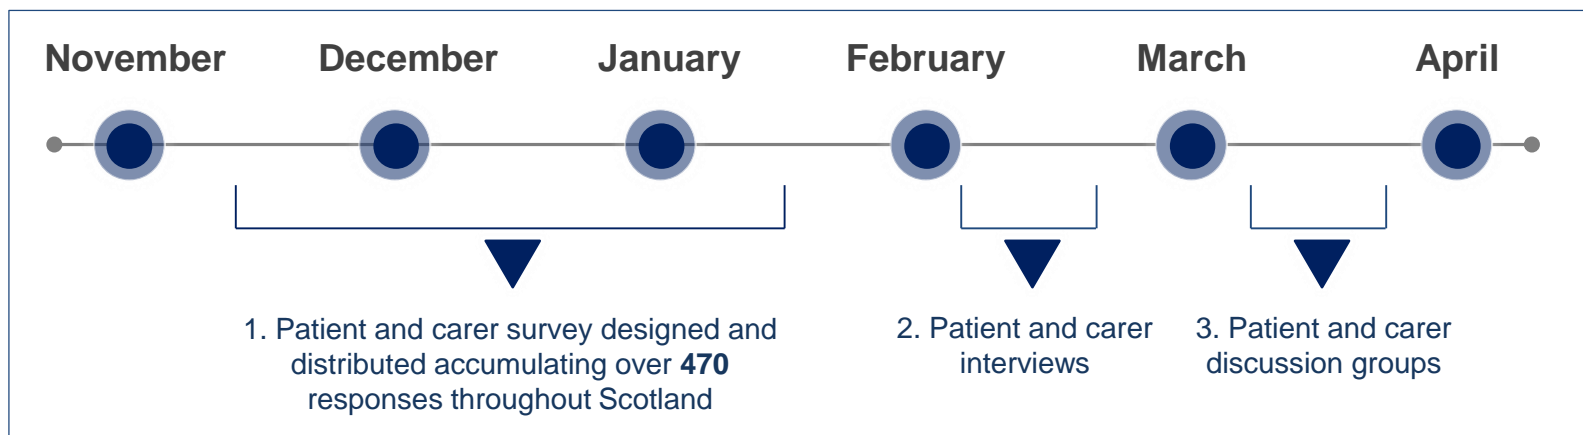 November December January February March April
1. Patient and carer survey designed and
distributed accumulating over 470
responses throughout Scotland
2. Patient and carer
interviews
3. Patient and carer
discussion groups